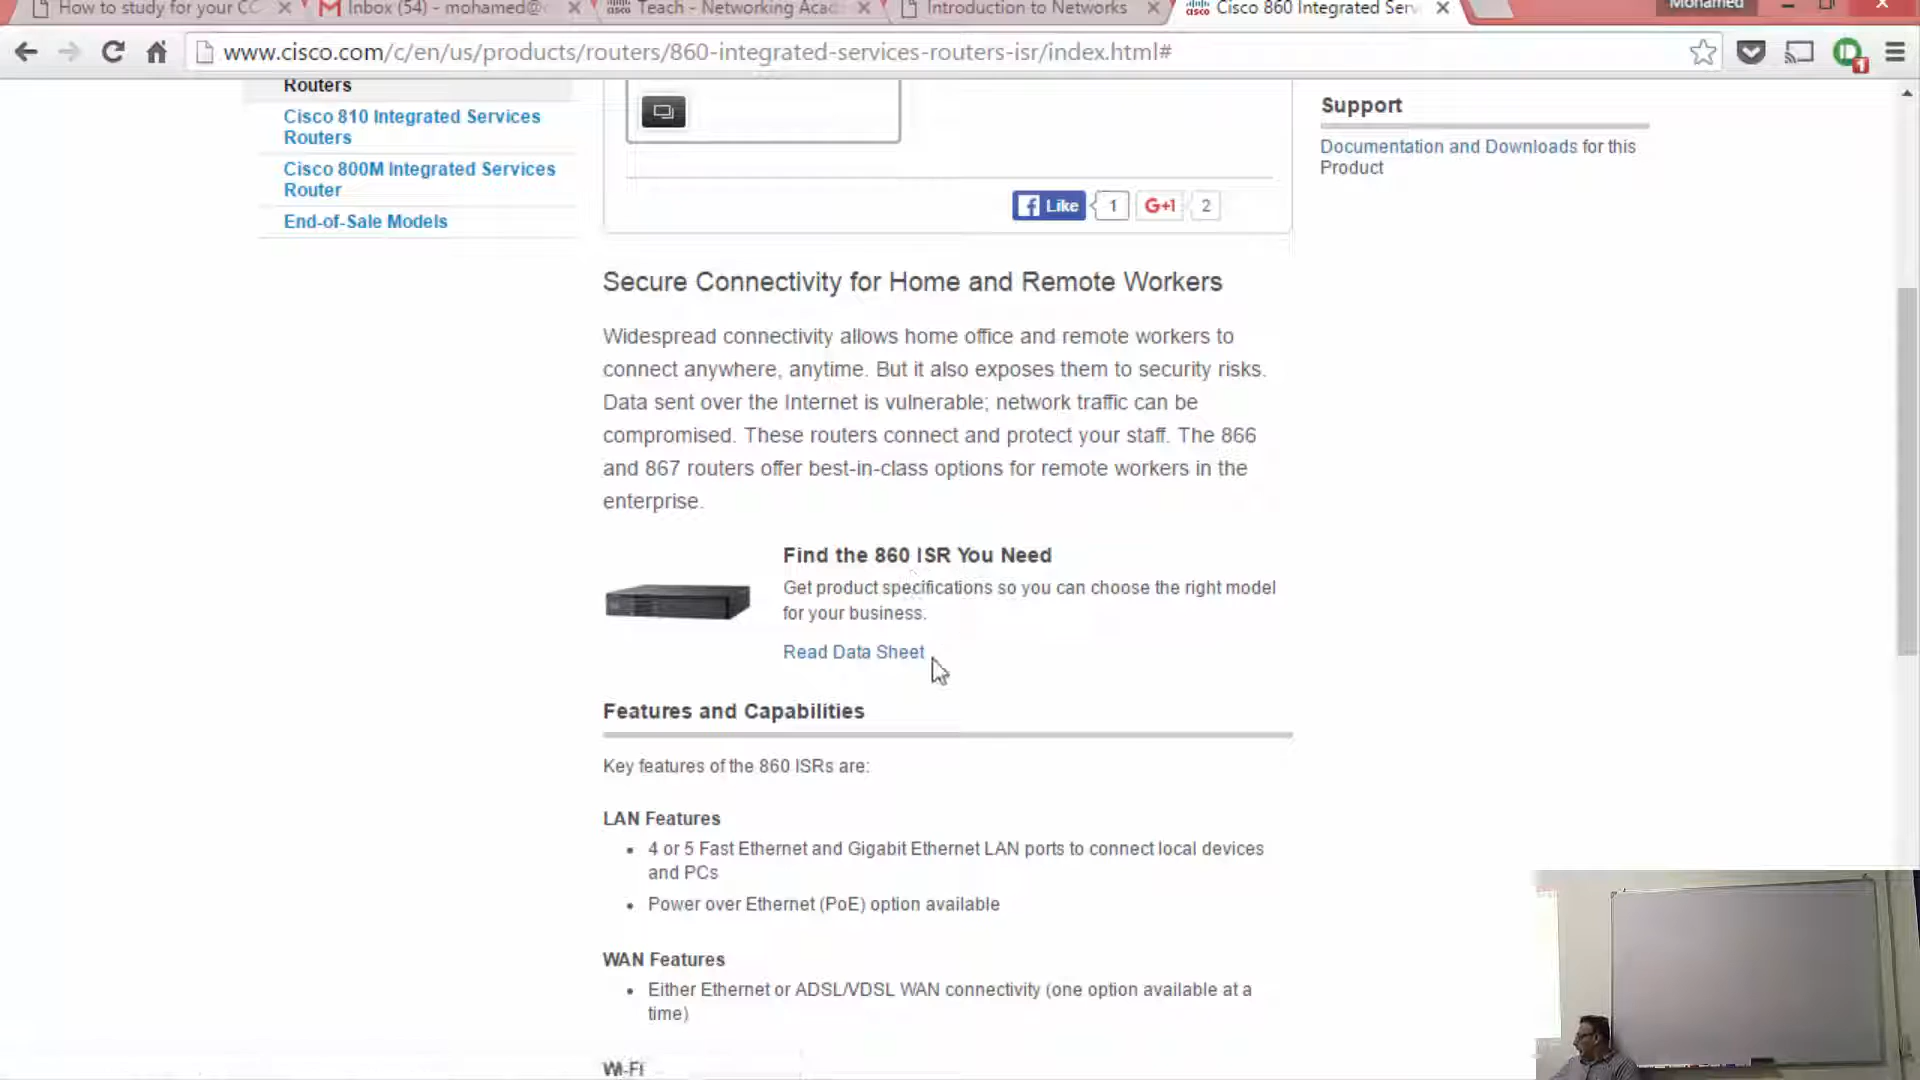 How to study for your CC
Inbox (54) - mohamed@
Teach - Networking Acad
Introduction to Networks
Cisco 860 Integrated Serv
Mohamed
www.cisco.com/c/en/us/products/routers/860-integrated-services-routers-isr/index.html#
1
Routers
Cisco 810 Integrated Services
Routers
Cisco 800M Integrated Services
Router
End-of-Sale Models
Support
Documentation and Downloads for this
Product
Like
1
G+1
2
Secure Connectivity for Home and Remote Workers
Widespread connectivity allows home office and remote workers to
connect anywhere, anytime. But it also exposes them to security risks.
Data sent over the Internet is vulnerable; network traffic can be
compromised. These routers connect and protect your staff. The 866
and 867 routers offer best-in-class options for remote workers in the
enterprise.
Find the 860 ISR You Need
Get product specifications so you can choose the right model
for your business.
Read Data Sheet
Features and Capabilities
Key features of the 860 ISRs are:
LAN Features
• 4 or 5 Fast Ethernet and Gigabit Ethernet LAN ports to connect local devices
and PCs
• Power over Ethernet (PoE) option available
WAN Features
• Either Ethernet or ADSL/VDSL WAN connectivity (one option available at a
time)
Wi-Fi